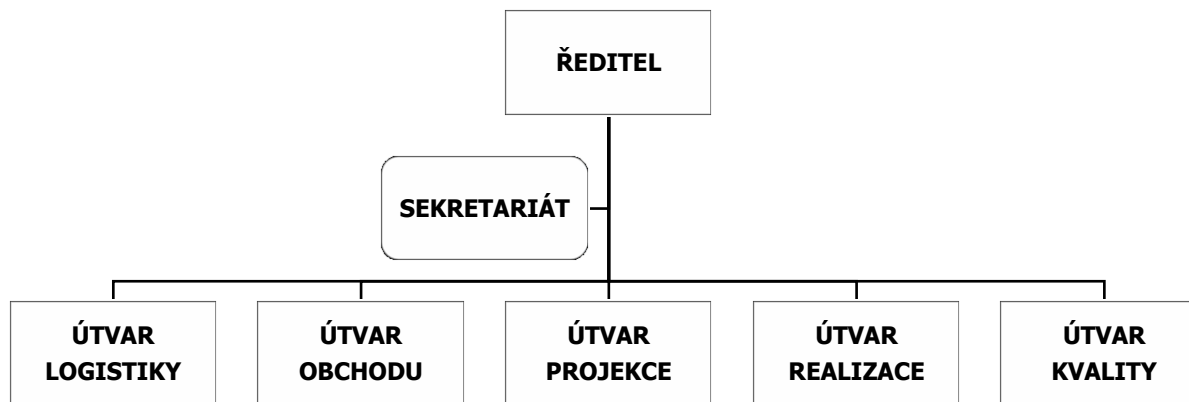 ŘEDITEL
SEKRETARIÁT
ÚTVAR
LOGISTIKY
ÚTVAR
OBCHODU
ÚTVAR
PROJEKCE
ÚTVAR
REALIZACE
ÚTVAR
KVALITY